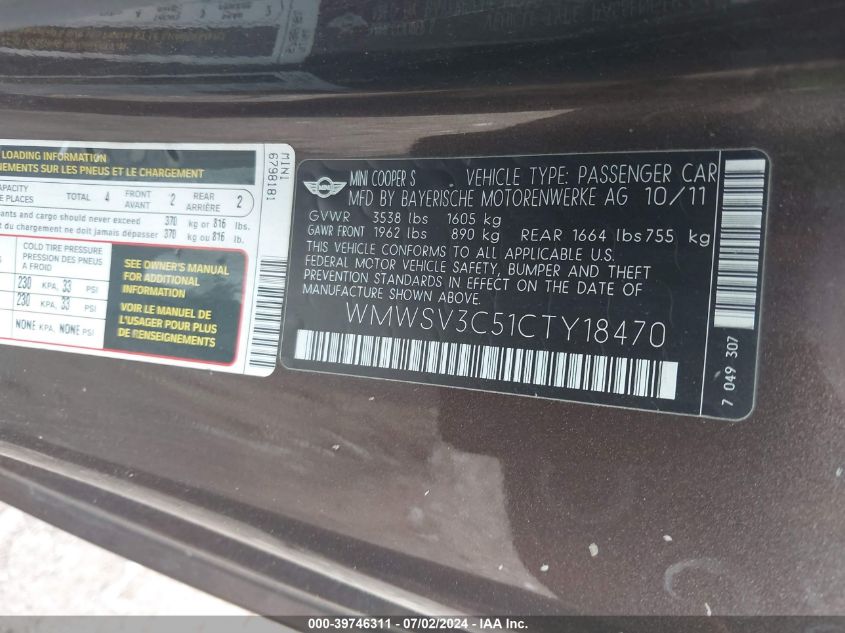 LOADING INFORMATION
NEMENTS SUR LES PNEUS ET LE CHARGEMENT
CAPACITY TOTAL 4 FRONT 2 REAR 2
PLACES AVANT ARRIÈRE
ants and cargo should never exceed 370 kg or 816 lbs.
t du chargement ne doit jamais dépasser 370 kg ou 816 lb.
COLD TIRE PRESSURE
PRESSION DES PNEUS
A FROID
230 KPA, 33 PSI
230 KPA, 33 PSI
NONE KPA, NONE PSI
SEE OWNER'S MANUAL
FOR ADDITIONAL
INFORMATION
VOIR LE MANUEL DE
L'USAGER POUR PLUS
DE RENSEIGNEMENTS
MINI
6798181
MINI
MINI COOPER S VEHICLE TYPE: PASSENGER CAR
MFD BY BAYERISCHE MOTORENWERKE AG 10/11
GVWR 3538 lbs 1605 kg
GAWR FRONT 1962 lbs 890 kg REAR 1664 lbs 755 kg
THIS VEHICLE CONFORMS TO ALL APPLICABLE U.S.
FEDERAL MOTOR VEHICLE SAFETY, BUMPER AND THEFT
PREVENTION STANDARDS IN EFFECT ON THE DATE OF
MANUFACTURE SHOWN ABOVE.
WMWSV3C51CTY18470
7 049 307
000-39746311 - 07/02/2024 -